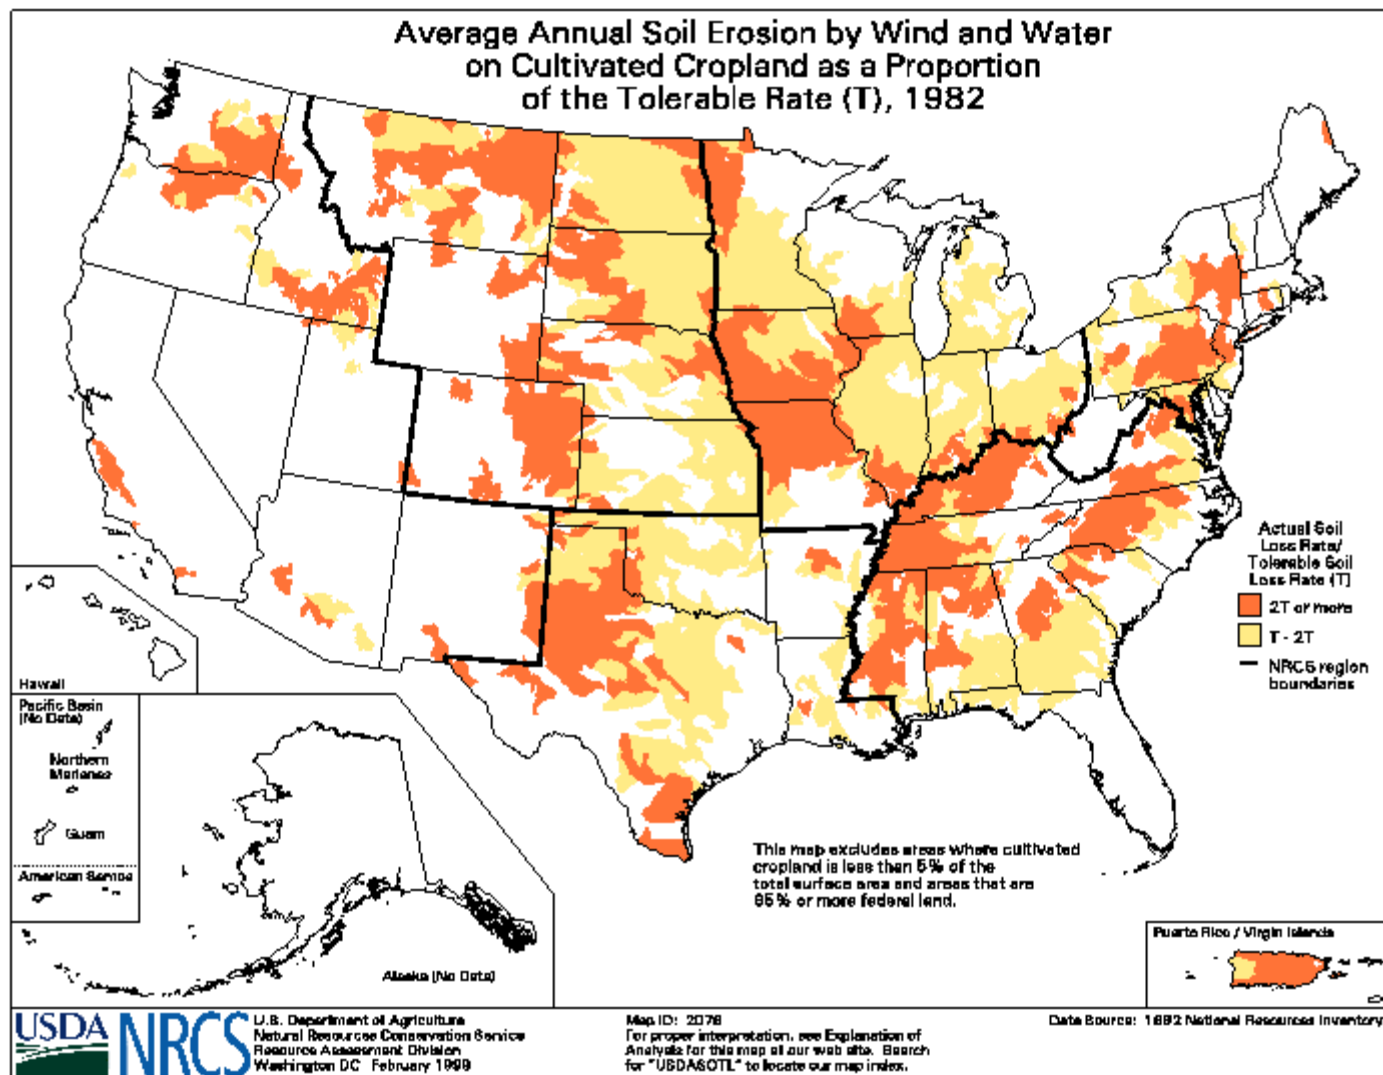 Average Annual Soil Erosion by Wind and Water
on Cultivated Cropland as a Proportion
of the Tolerable Rate (T), 1982
Actual Soil
Loss Rate/
Tolerable Soil
Loss Rate (T)
2T or more
T - 2T
NRCS region
boundaries
Hawaii
Pacific Basin
(No Data)
Northern
Marianas
Guam
American Samoa
Alaska (No Data)
This map excludes areas where cultivated
cropland is less than 5% of the
total surface area and areas that are
95% or more federal land.
Puerto Rico / Virgin Islands
USDA
NRCS
U.S. Department of Agriculture
Natural Resources Conservation Service
Resource Assessment Division
Washington DC February 1999
Map ID: 2076
For proper interpretation, see Explanation of
Analysis for this map at our web site. Search
for "USDASOTL" to locate our map index.
Data Source: 1992 National Resources Inventory